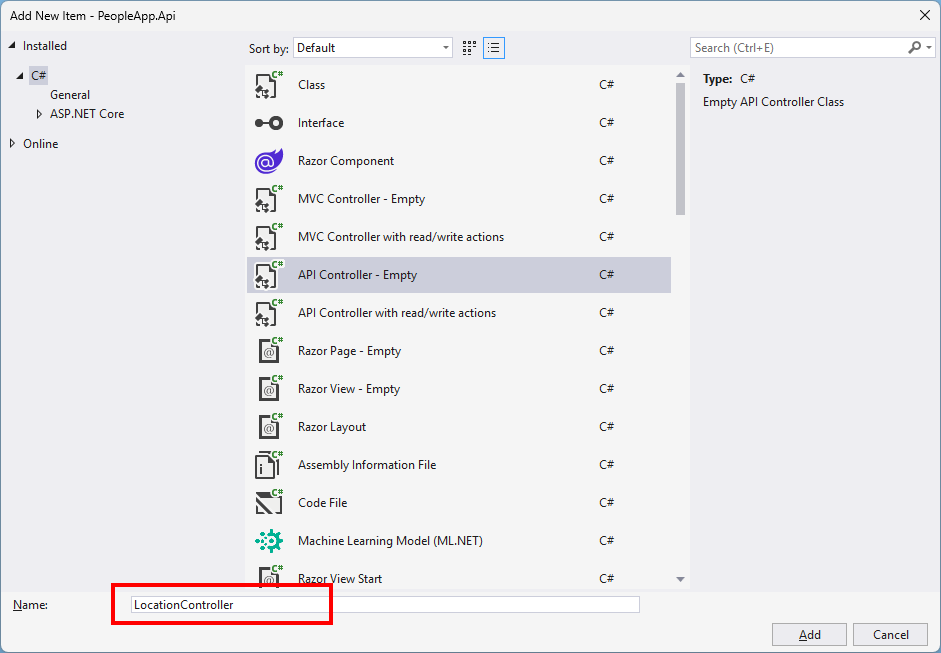 Add New Item - PeopleApp.Api
Installed
C#
General
ASP.NET Core
Online
Sort by: Default
Search (Ctrl+E)
Class C#
Interface C#
Razor Component C#
MVC Controller - Empty C#
MVC Controller with read/write actions C#
API Controller - Empty C#
API Controller with read/write actions C#
Razor Page - Empty C#
Razor View - Empty C#
Razor Layout C#
Assembly Information File C#
Code File C#
Machine Learning Model (ML.NET) C#
Razor View Start C#
Type: C#
Empty API Controller Class
Name: LocationController
Add Cancel